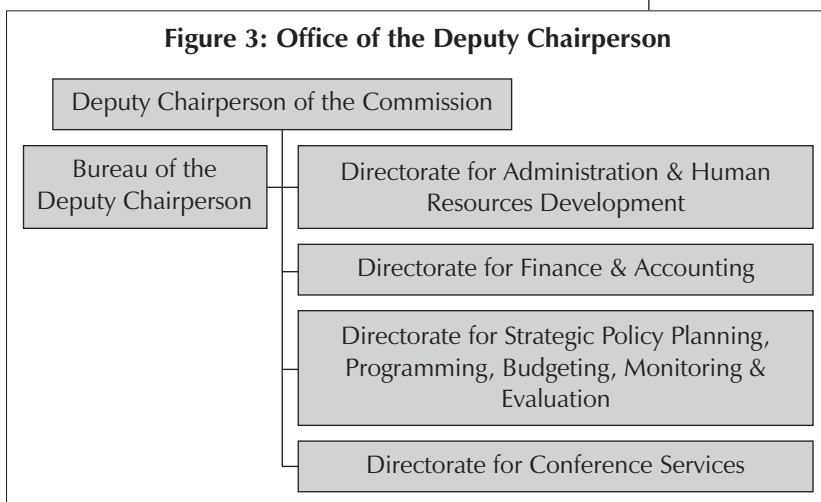 Figure 3: Office of the Deputy Chairperson
Deputy Chairperson of the Commission
Bureau of the
Deputy Chairperson
Directorate for Administration & Human
Resources Development
Directorate for Finance & Accounting
Directorate for Strategic Policy Planning,
Programming, Budgeting, Monitoring &
Evaluation
Directorate for Conference Services